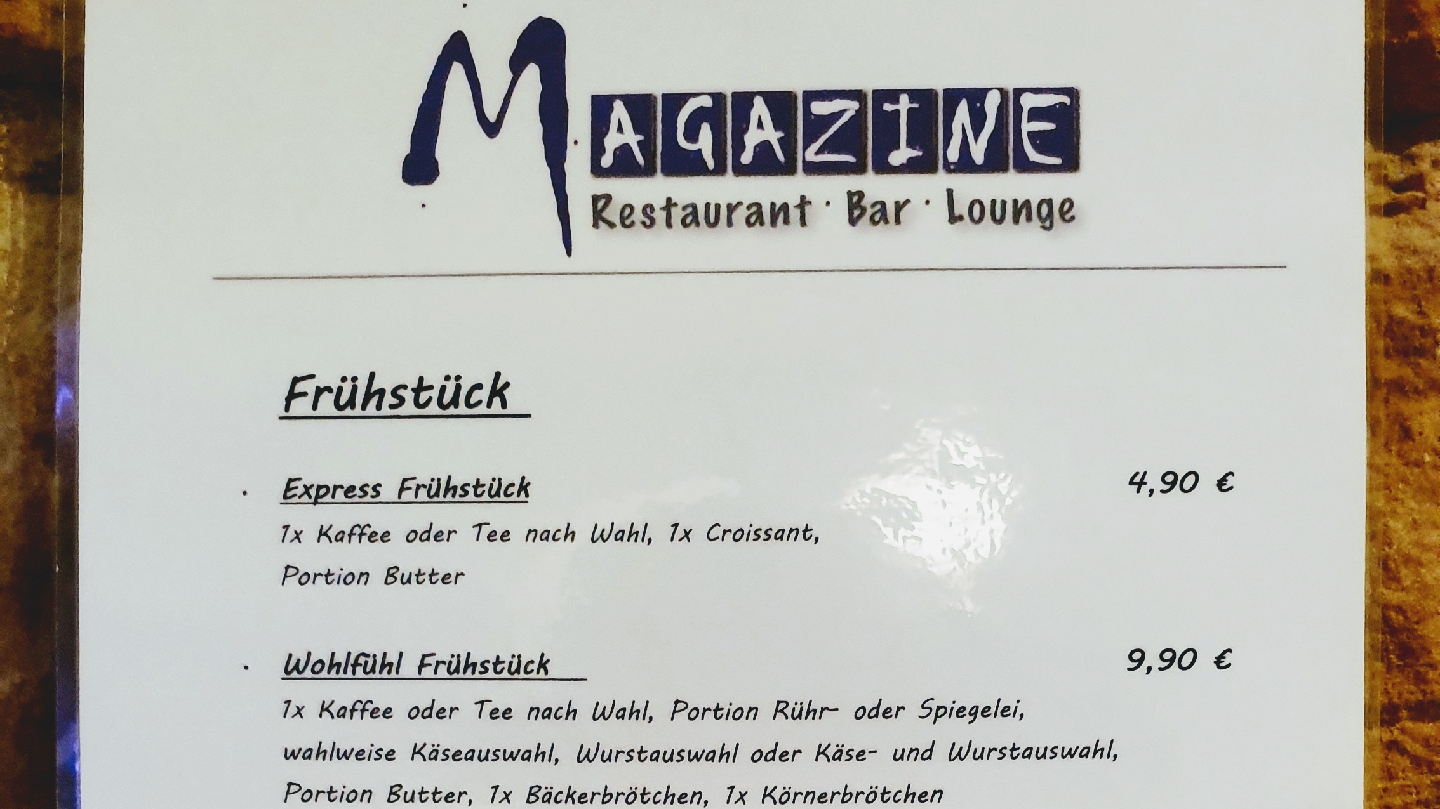 MAGAZINE
Restaurant · Bar · Lounge
Frühstück
· Express Frühstück 4,90 €
1x Kaffee oder Tee nach Wahl, 1x Croissant,
Portion Butter
· Wohlfühl Frühstück 9,90 €
1x Kaffee oder Tee nach Wahl, Portion Rühr- oder Spiegelei,
wahlweise Käseauswahl, Wurstauswahl oder Käse- und Wurstauswahl,
Portion Butter, 1x Bäckerbrötchen, 1x Körnerbrötchen